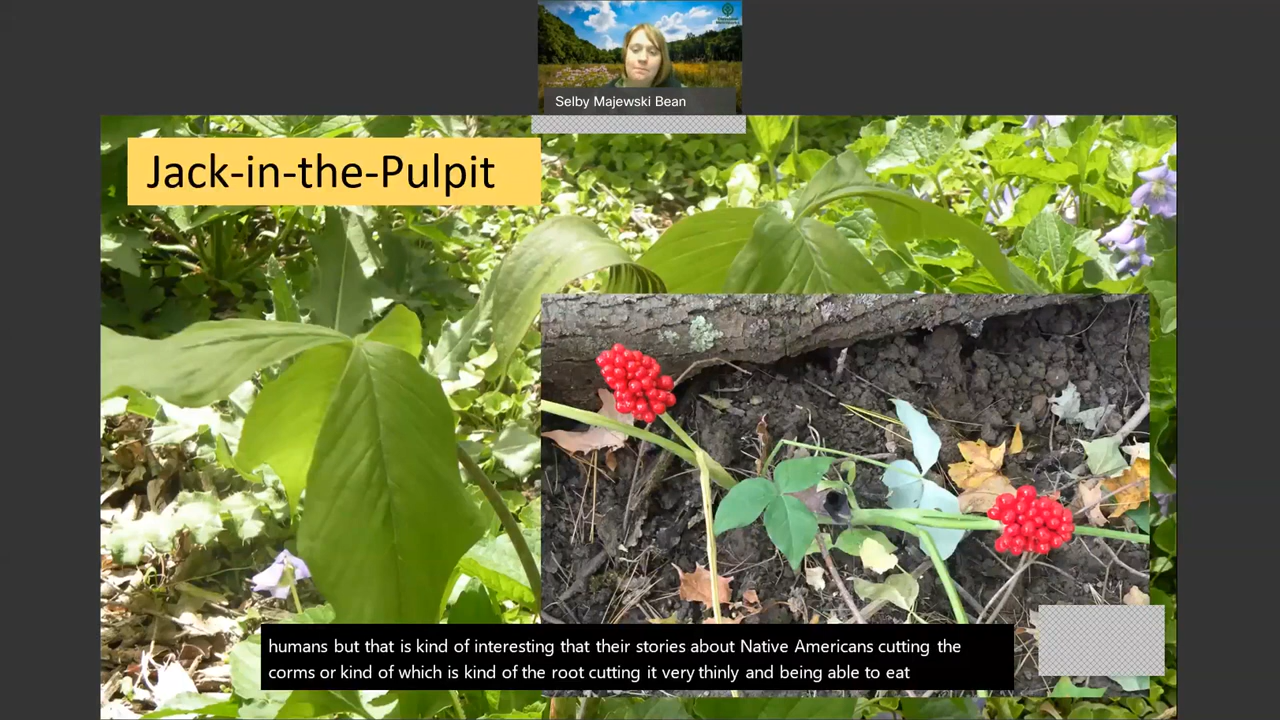 Selby Majewski Bean
Jack-in-the-Pulpit
humans but that is kind of interesting that their stories about Native Americans cutting the
corms or kind of which is kind of the root cutting it very thinly and being able to eat